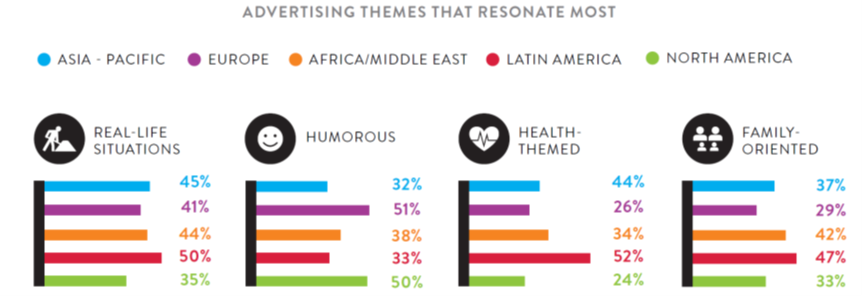 ADVERTISING THEMES THAT RESONATE MOST
ASIA - PACIFIC EUROPE AFRICA/MIDDLE EAST LATIN AMERICA NORTH AMERICA
REAL-LIFE
SITUATIONS
45%
41%
44%
50%
35%
HUMOROUS
32%
51%
38%
33%
50%
HEALTH-
THEMED
44%
26%
34%
52%
24%
FAMILY-
ORIENTED
37%
29%
42%
47%
33%